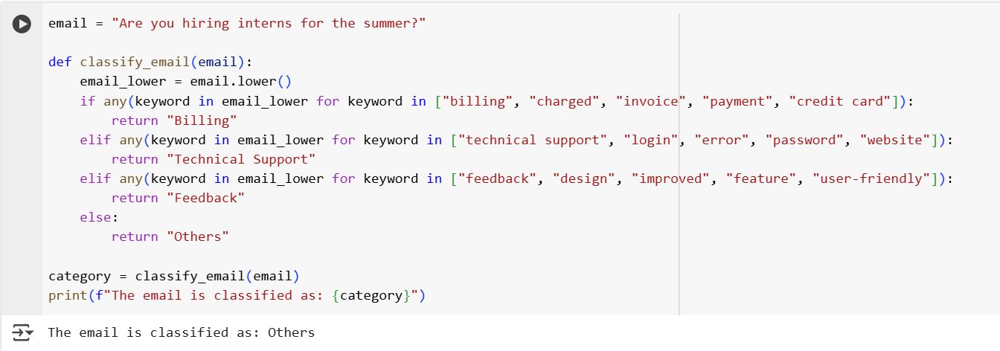 email = "Are you hiring interns for the summer?"
def classify_email(email):
    email_lower = email.lower()
    if any(keyword in email_lower for keyword in ["billing", "charged", "invoice", "payment", "credit card"]):
        return "Billing"
    elif any(keyword in email_lower for keyword in ["technical support", "login", "error", "password", "website"]):
        return "Technical Support"
    elif any(keyword in email_lower for keyword in ["feedback", "design", "improved", "feature", "user-friendly"]):
        return "Feedback"
    else:
        return "Others"
category = classify_email(email)
print(f"The email is classified as: {category}")
The email is classified as: Others